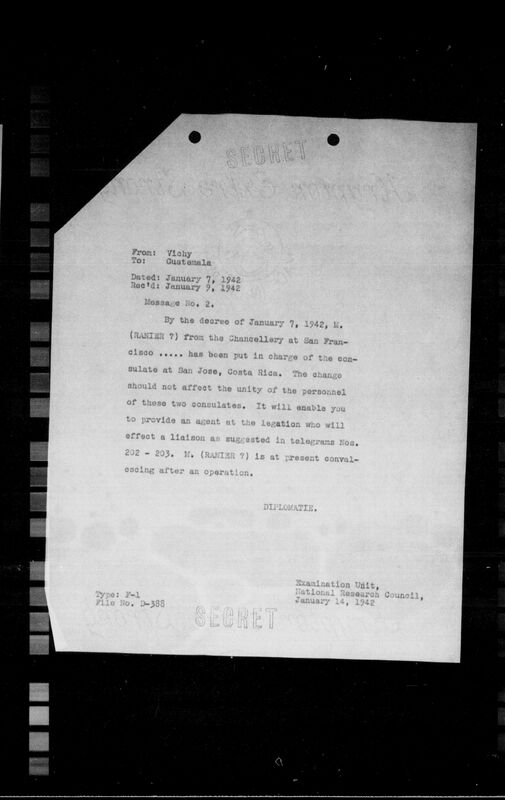 SECRET
From: Vichy
To: Guatemala
Dated: January 7, 1942
Rec'd: January 9, 1942
Message No. 2.
By the decree of January 7, 1942, M.
(RANIER ?) from the Chancellery at San Fran-
cisco ..... has been put in charge of the con-
sulate at San Jose, Costa Rica. The change
should not affect the unity of the personnel
of these two consulates. It will enable you
to provide an agent at the legation who will
effect a liaison as suggested in telegrams Nos.
202 - 203. M. (RANIER ?) is at present conval-
escing after an operation.
DIPLOMATIE.
Examination Unit,
National Research Council,
January 14, 1942
Type: F-1
File No. D-388
SECRET